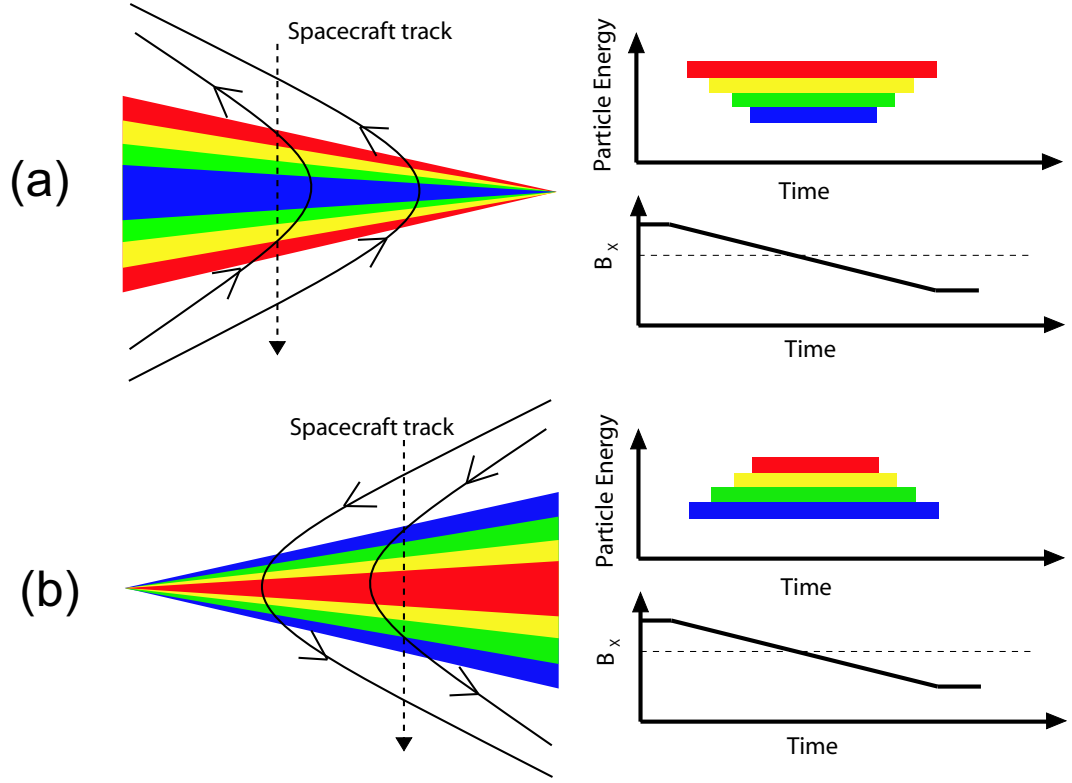 (a)
Spacecraft track
Particle Energy
Time
B X
Time
(b)
Spacecraft track
Particle Energy
Time
B X
Time